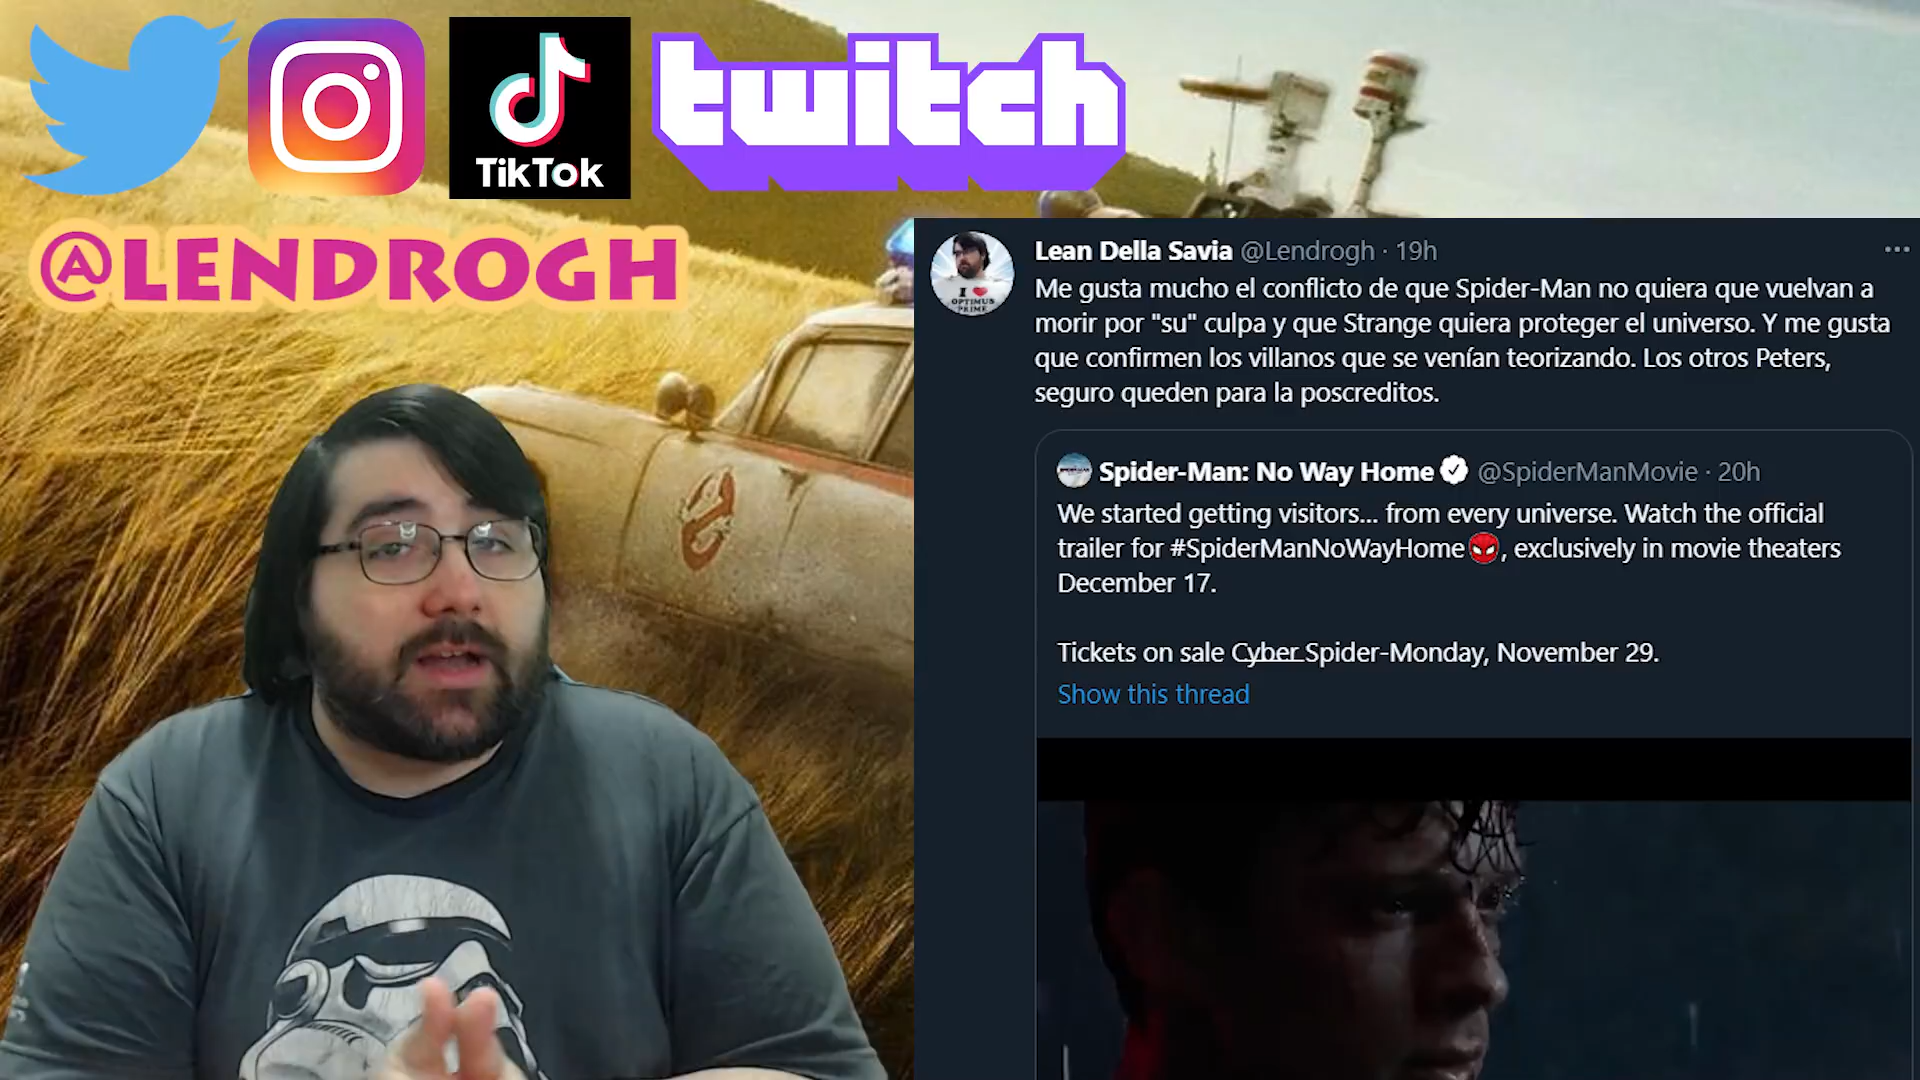 TikTok
twitch
@LENDROGH
Lean Della Savia @Lendrogh · 19h
Me gusta mucho el conflicto de que Spider-Man no quiera que vuelvan a
morir por "su" culpa y que Strange quiera proteger el universo. Y me gusta
que confirmen los villanos que se venían teorizando. Los otros Peters,
seguro queden para la poscreditos.
I ❤ OPTIMUS PRIME
Spider-Man: No Way Home @SpiderManMovie · 20h
We started getting visitors... from every universe. Watch the official
trailer for #SpiderManNoWayHome, exclusively in movie theaters
December 17.
Tickets on sale Cyber Spider-Monday, November 29.
Show this thread